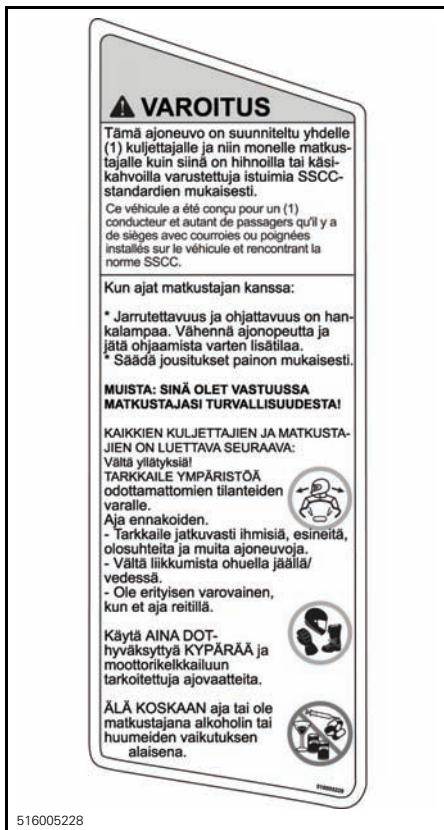 VAROITUS
Tämä ajoneuvo on suunniteltu yhdelle
(1) kuljettajalle ja niin monelle matkus-
tajalle kuin siinä on hihnoilla tai käsi-
kahvoilla varustettuja istuimia SSCC-
standardien mukaisesti.
Ce véhicule a été conçu pour un (1)
conducteur et autant de passagers qu'il y a
de sièges avec courroies ou poignées
installés sur le véhicule et rencontrant la
norme SSCC.
Kun ajat matkustajan kanssa:
* Jarrutettavuus ja ohjattavuus on han-
kalampaa. Vähennä ajonopeutta ja
jätä ohjaamista varten lisätilaa.
* Säädä jousitukset painon mukaisesti.
MUISTA: SINÄ OLET VASTUUSSA
MATKUSTAJASI TURVALLISUUDESTA!
KAIKKIEN KULJETTAJIEN JA MATKUSTA-
JIEN ON LUETTAVA SEURAAVA:
Vältä yllätyksiä!
TARKKAILE YMPÄRISTÖÄ
odottamattomien tilanteiden
varalle.
Aja ennakoiden.
- Tarkkaile jatkuvasti ihmisiä, esineitä,
olosuhteita ja muita ajoneuvoja.
- Vältä liikkumista ohuella jäällä/
vedessä.
- Ole erityisen varovainen,
kun et aja reitillä.
Käytä AINA DOT-
hyväksyttyä KYPÄRÄÄ ja
moottorikelkkailuun
tarkoitettuja ajovaatteita.
ÄLÄ KOSKAAN aja tai ole
matkustajana alkoholin tai
huumeiden vaikutuksen
alaisena.
516005228
516005228